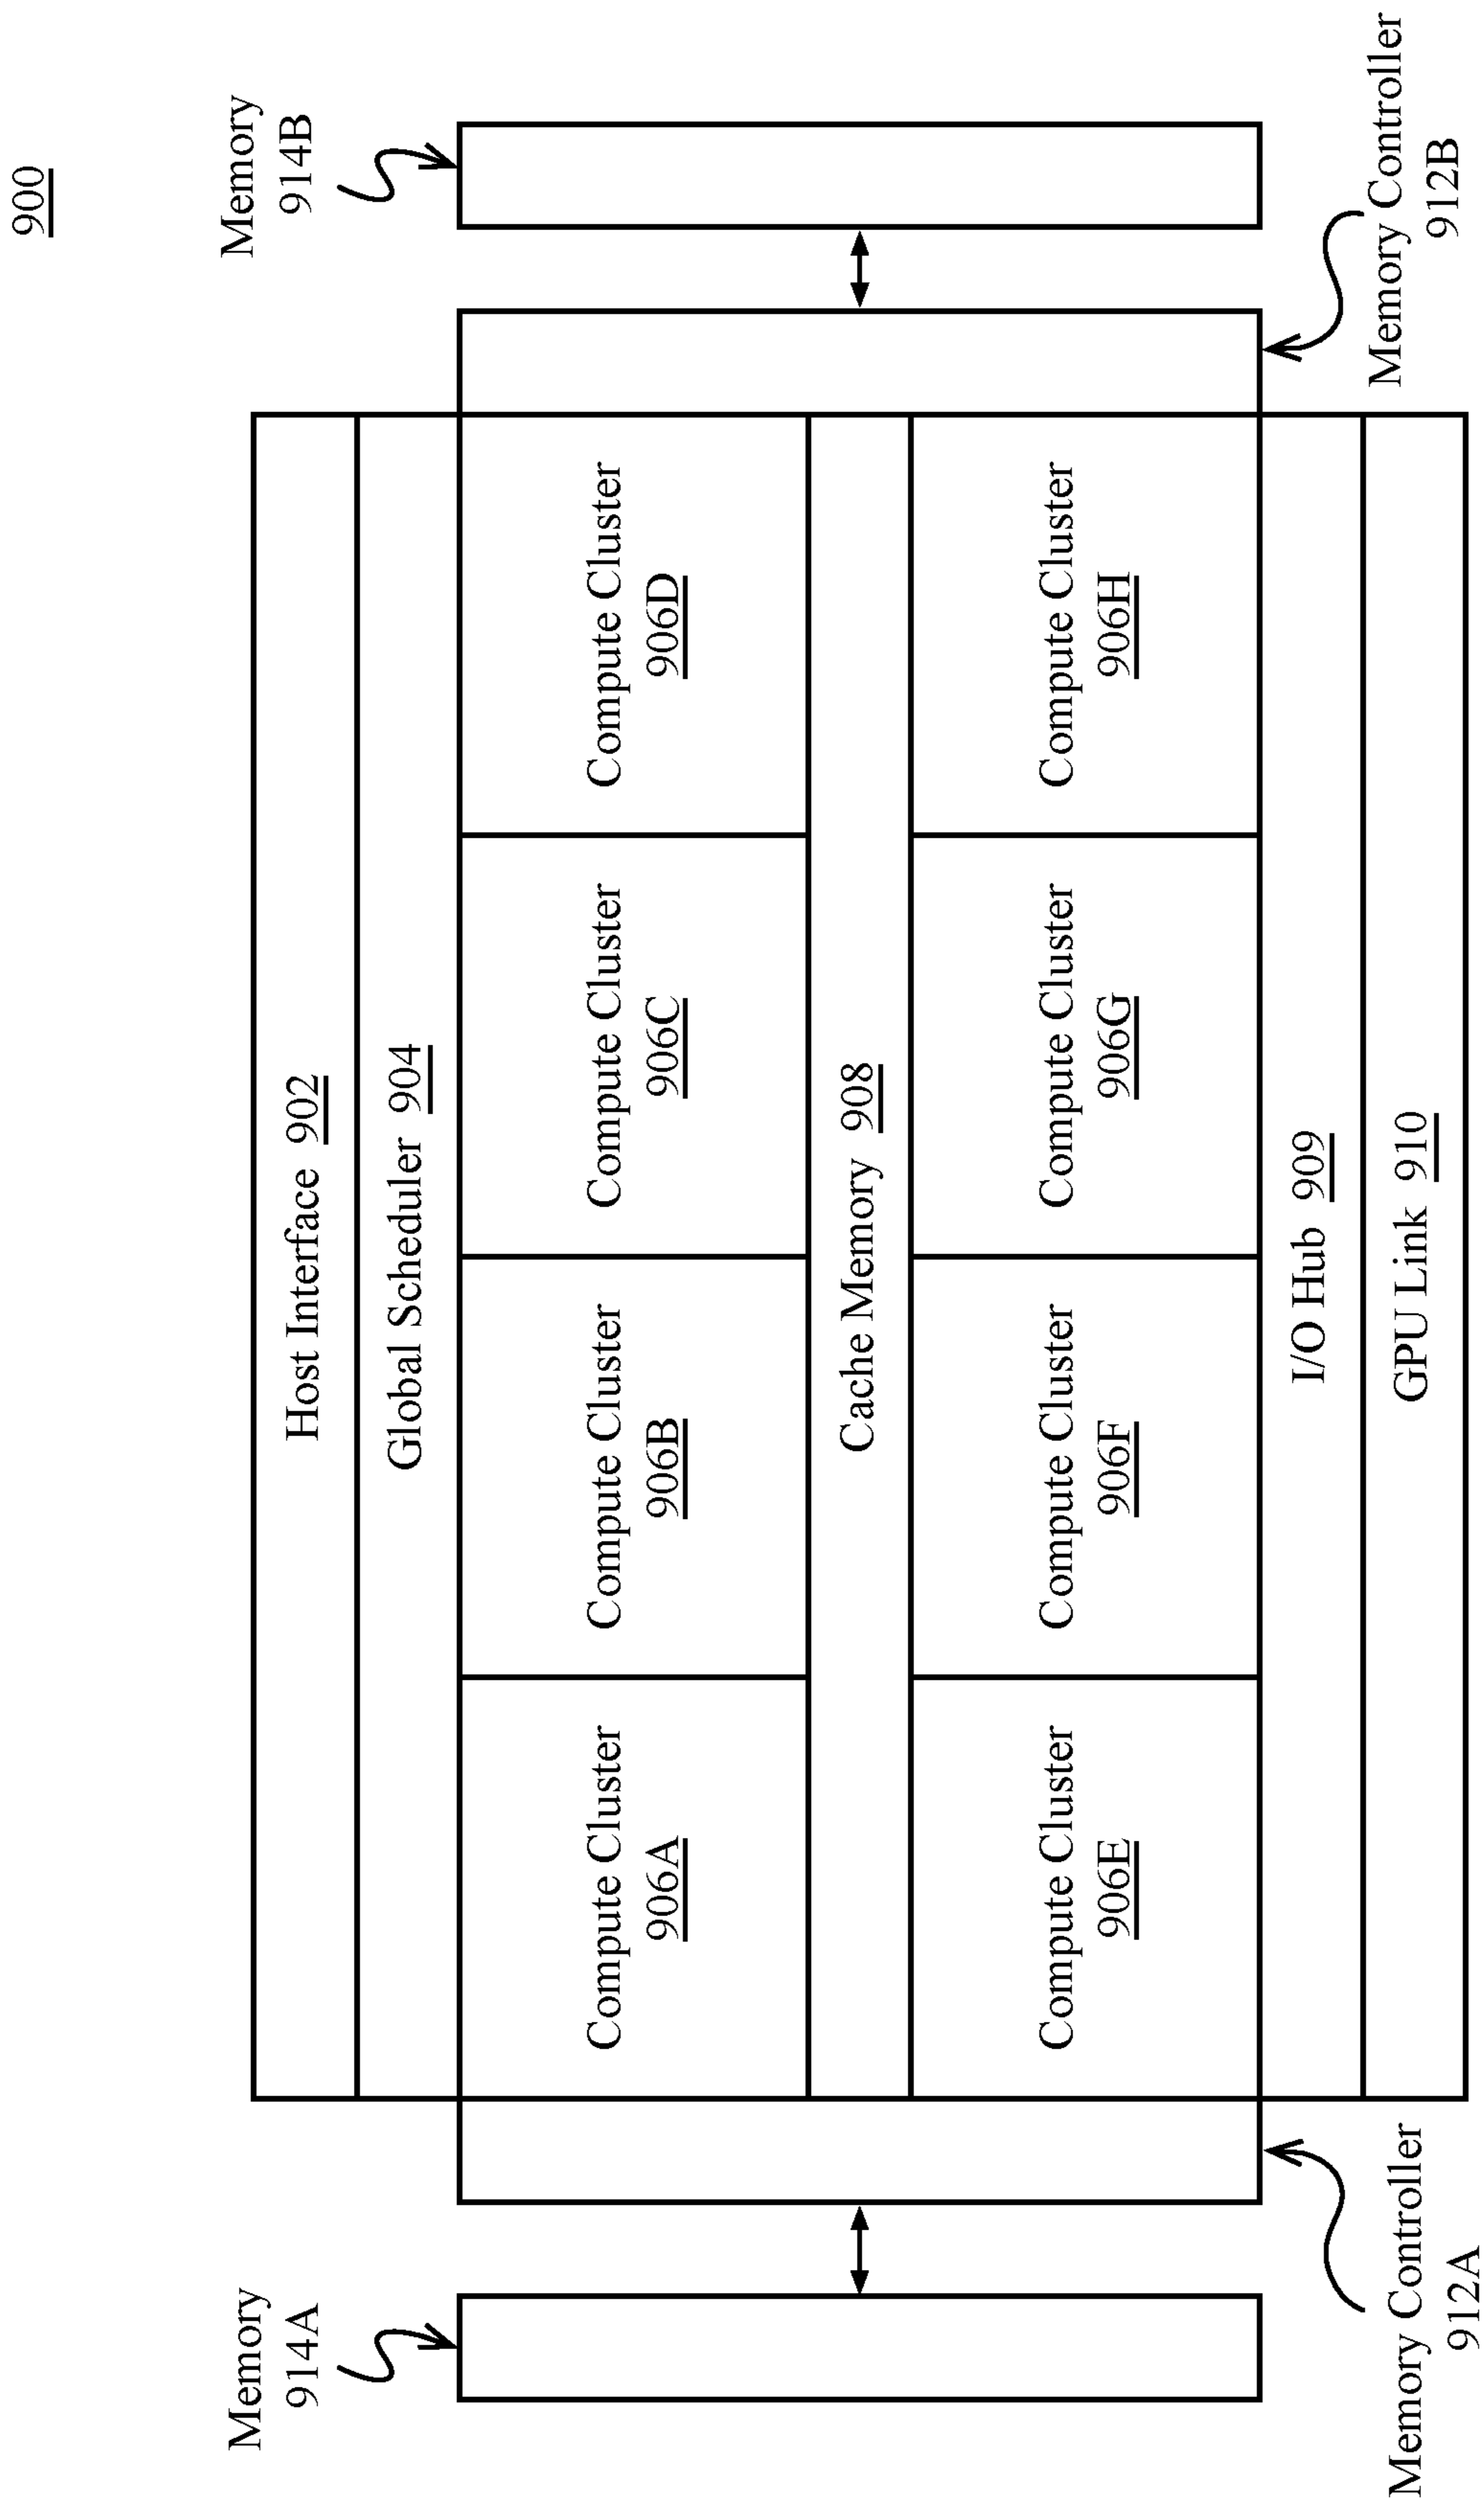 900
Memory
914B
Memory
914A
Host Interface 902
Global Scheduler 904
Compute Cluster
906A
Compute Cluster
906B
Compute Cluster
906C
Compute Cluster
906D
Cache Memory 908
Compute Cluster
906E
Compute Cluster
906F
Compute Cluster
906G
Compute Cluster
906H
I/O Hub 909
GPU Link 910
Memory Controller
912A
Memory Controller
912B